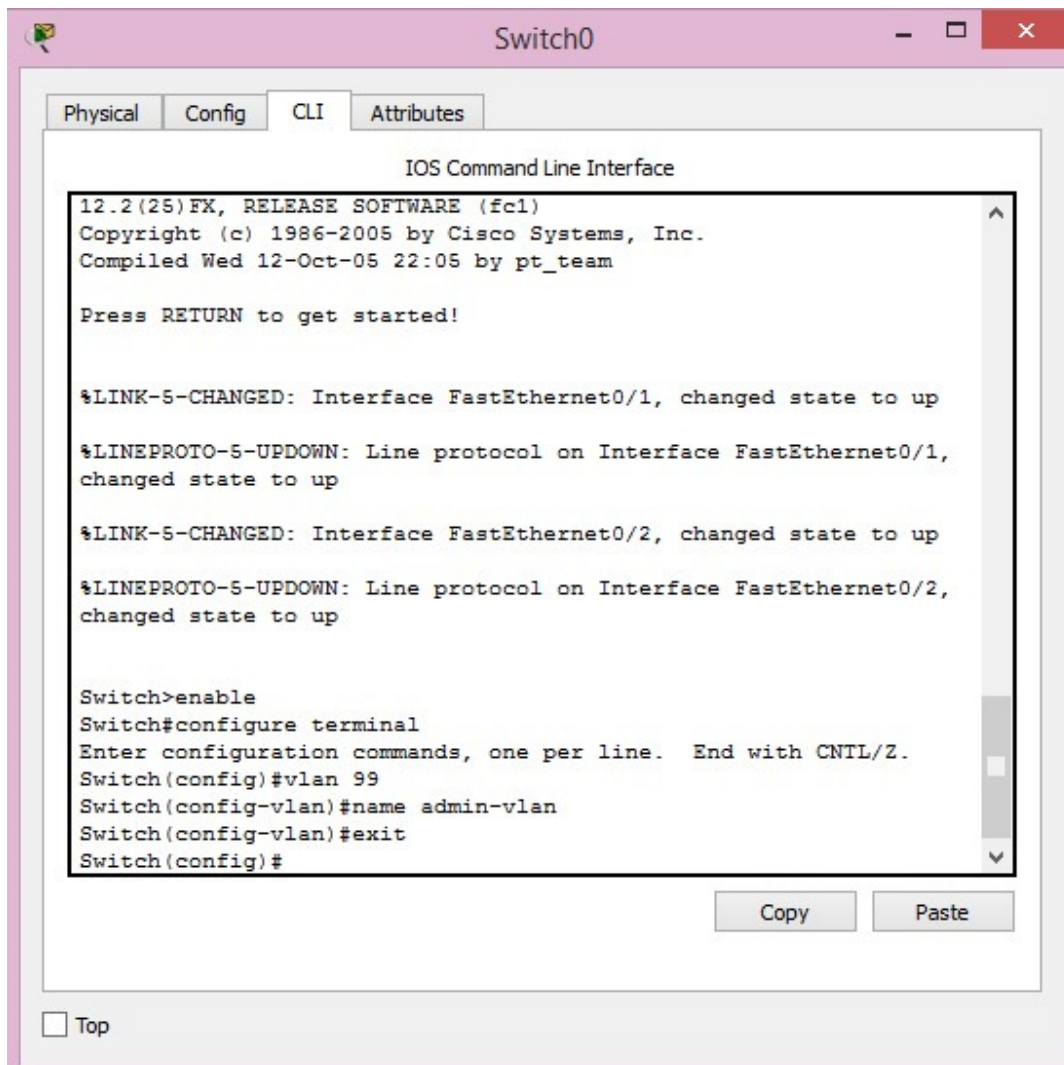 Switch0
Physical Config CLI Attributes
IOS Command Line Interface
12.2(25)FX, RELEASE SOFTWARE (fc1)
Copyright (c) 1986-2005 by Cisco Systems, Inc.
Compiled Wed 12-Oct-05 22:05 by pt_team
Press RETURN to get started!
%LINK-5-CHANGED: Interface FastEthernet0/1, changed state to up
%LINEPROTO-5-UPDOWN: Line protocol on Interface FastEthernet0/1,
changed state to up
%LINK-5-CHANGED: Interface FastEthernet0/2, changed state to up
%LINEPROTO-5-UPDOWN: Line protocol on Interface FastEthernet0/2,
changed state to up
Switch>enable
Switch#configure terminal
Enter configuration commands, one per line.  End with CNTL/Z.
Switch(config)#vlan 99
Switch(config-vlan)#name admin-vlan
Switch(config-vlan)#exit
Switch(config)#
Copy Paste
Top